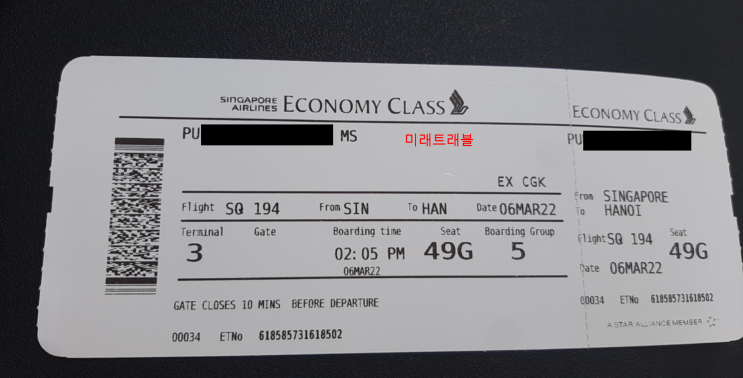 SINGAPORE AIRLINES ECONOMY CLASS
PU MS 미래트래블
EX CGK
Flight SQ 194 From SIN To HAN Date 06MAR22
Terminal Gate Boarding time Seat Boarding Group
3 02:05 PM 49G 5
06MAR22
GATE CLOSES 10 MINS BEFORE DEPARTURE
00034 ETNo 618585731618502
ECONOMY CLASS
PU
From SINGAPORE
To HANOI
Flight SQ 194 Seat 49G
Date 06MAR22
00034 ETNo 618585731618502
A STAR ALLIANCE MEMBER